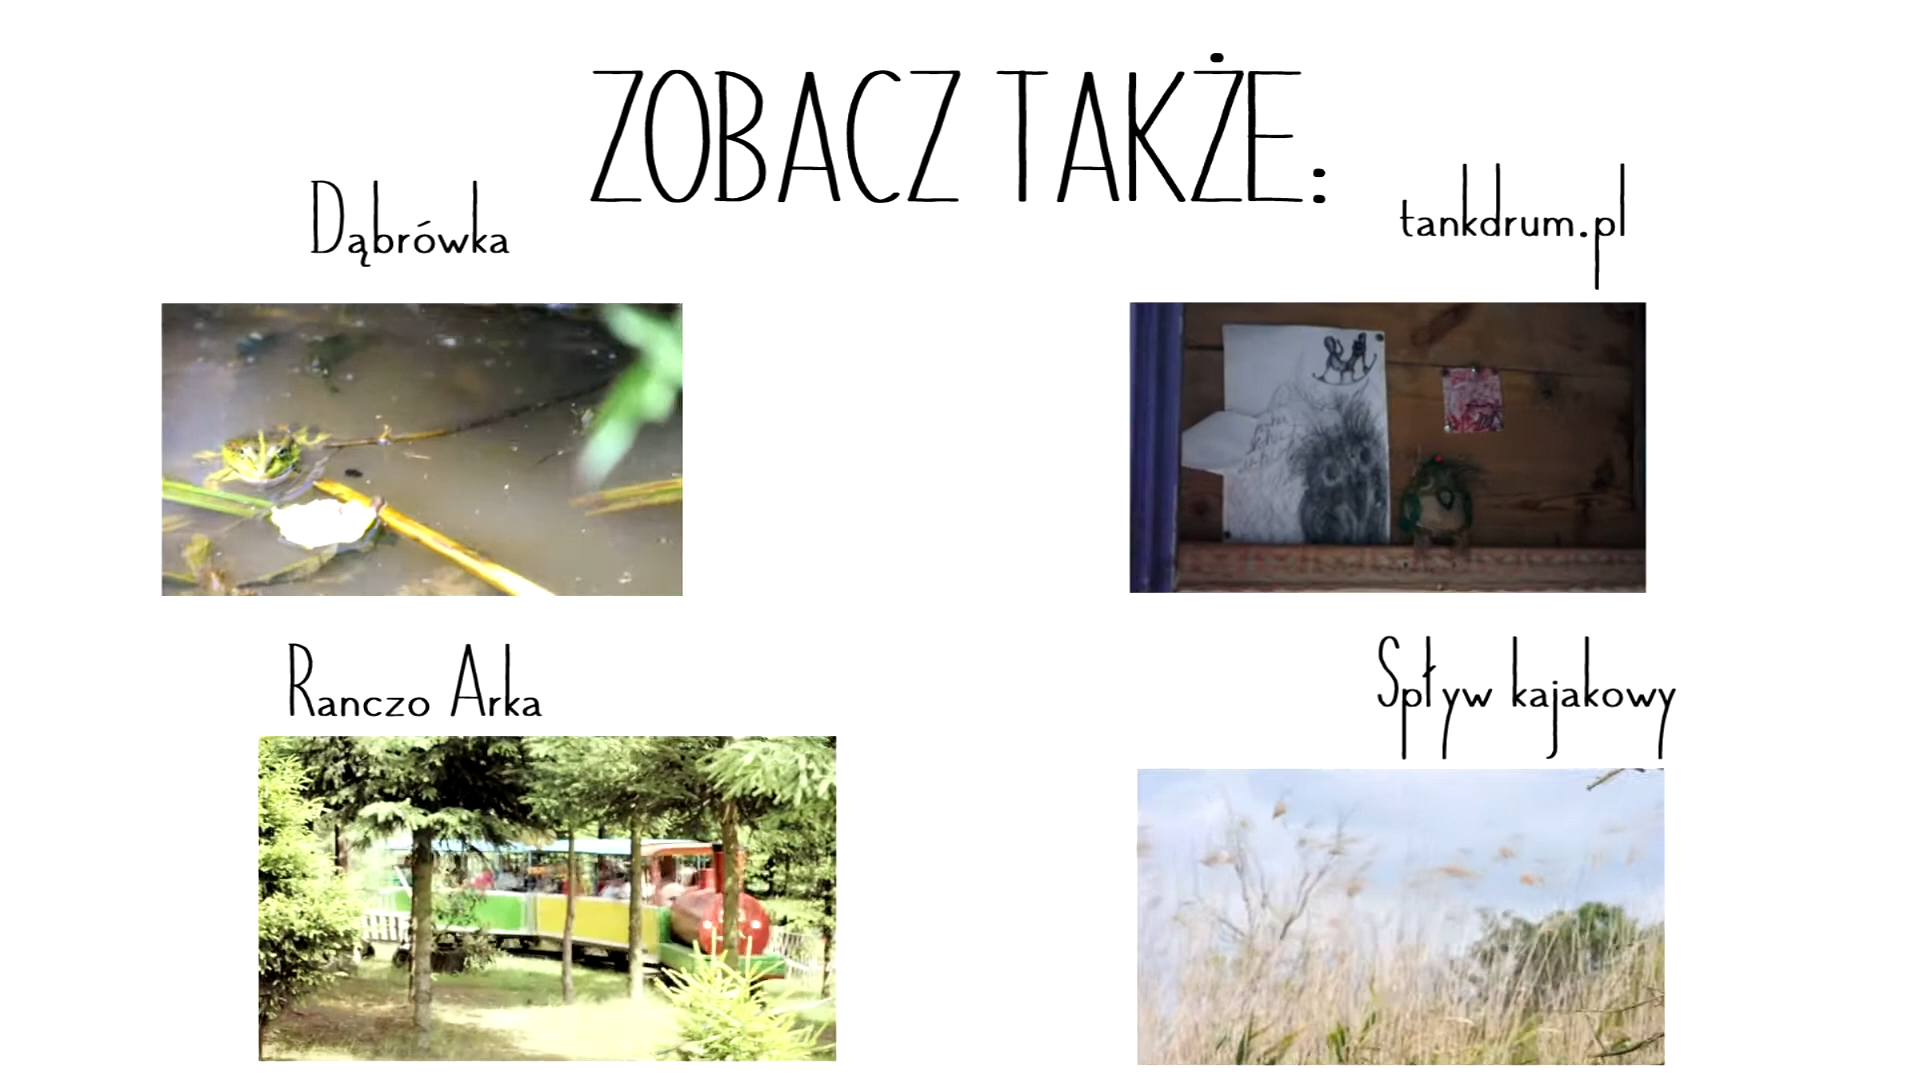 ZOBACZ TAKŻE:
Dąbrówka
tankdrum.pl
Ranczo Arka
Spływ kajakowy